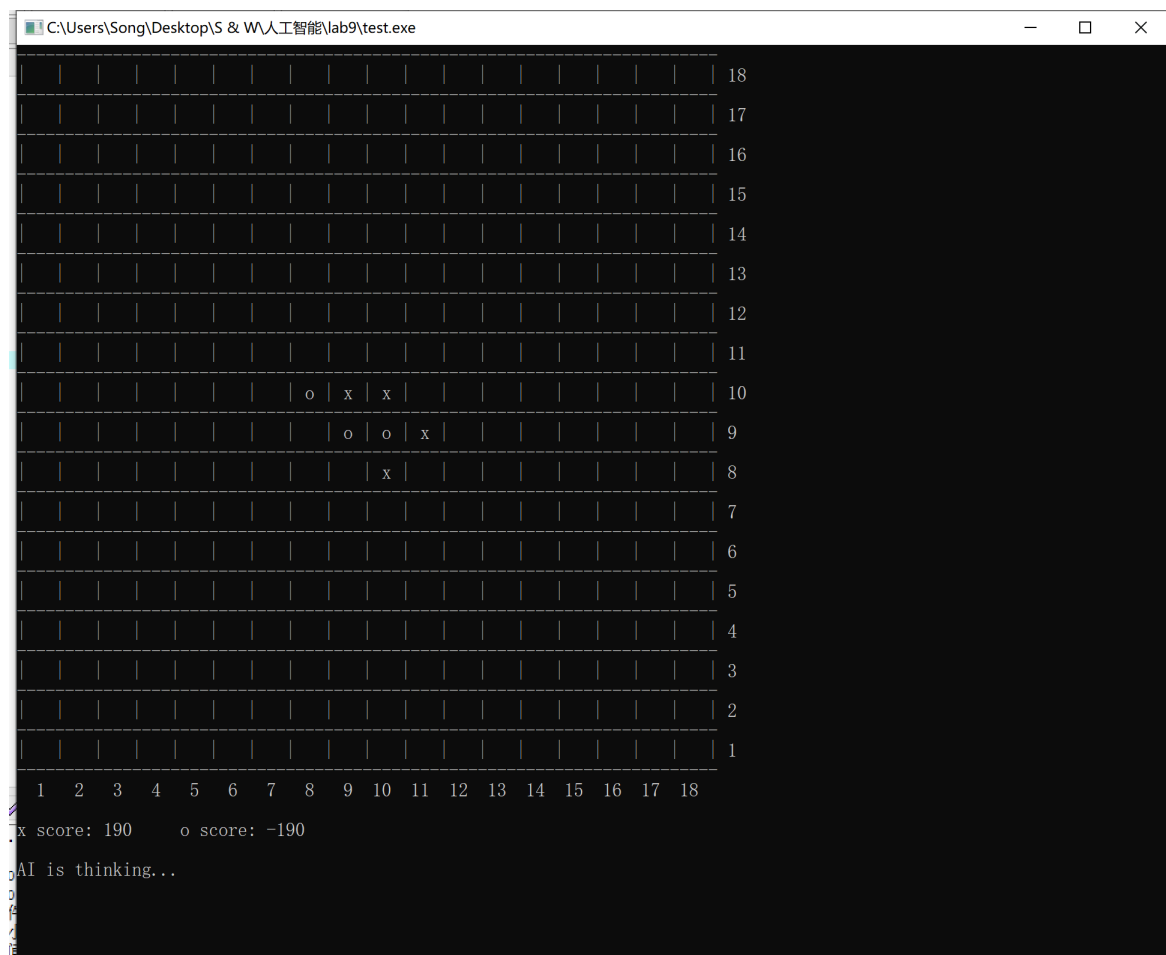 C:\Users\Song\Desktop\S & W\人工智能\lab9\test.exe
18
17
16
15
14
13
12
11
o x x 10
o o x 9
x 8
7
6
5
4
3
2
1
1 2 3 4 5 6 7 8 9 10 11 12 13 14 15 16 17 18
x score: 190 o score: -190
AI is thinking...